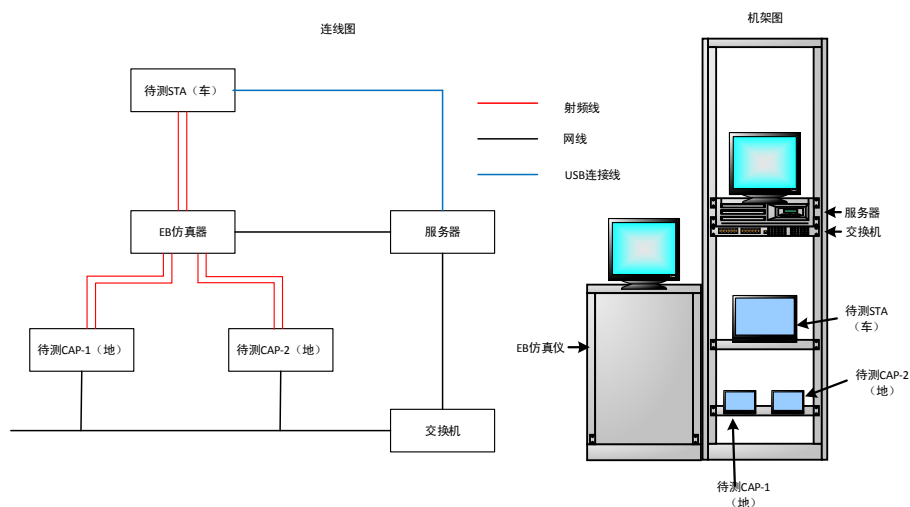 连线图
待测STA（车）
射频线
网线
USB连接线
EB仿真器
服务器
待测CAP-1（地）
待测CAP-2（地）
交换机
机架图
服务器
交换机
待测STA
（车）
EB仿真仪
待测CAP-2
（地）
待测CAP-1
（地）